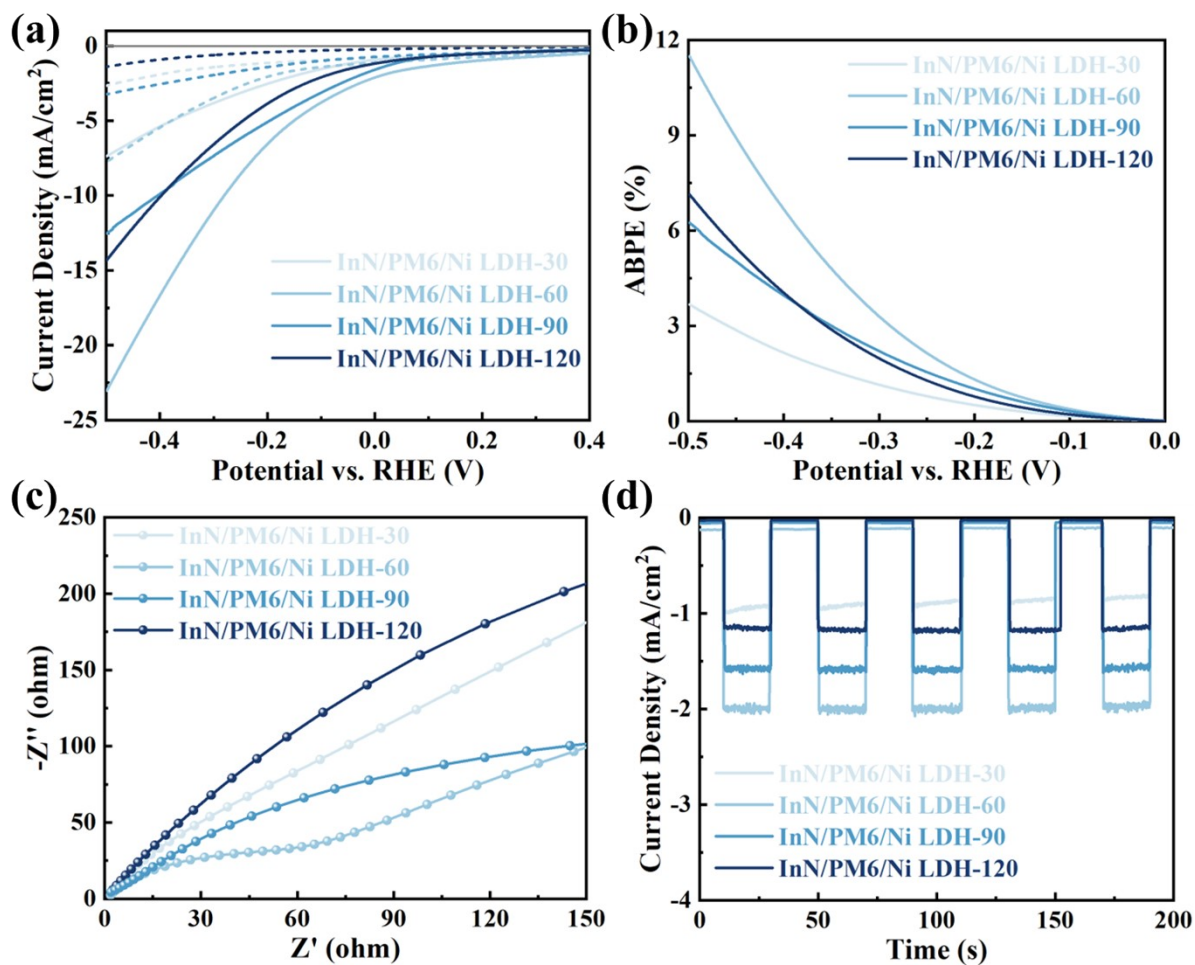 (a)
0
-5
-10
-15
-20
-25
Current Density (mA/cm²)
InN/PM6/Ni LDH-30
InN/PM6/Ni LDH-60
InN/PM6/Ni LDH-90
InN/PM6/Ni LDH-120
-0.4 -0.2 0.0 0.2 0.4
Potential vs. RHE (V)
(b)
12
9
6
3
0
ABPE (%)
InN/PM6/Ni LDH-30
InN/PM6/Ni LDH-60
InN/PM6/Ni LDH-90
InN/PM6/Ni LDH-120
-0.5 -0.4 -0.3 -0.2 -0.1 0.0
Potential vs. RHE (V)
(c)
250
200
150
100
50
0
-Z'' (ohm)
InN/PM6/Ni LDH-30
InN/PM6/Ni LDH-60
InN/PM6/Ni LDH-90
InN/PM6/Ni LDH-120
0 30 60 90 120 150
Z' (ohm)
(d)
0
-1
-2
-3
-4
Current Density (mA/cm²)
InN/PM6/Ni LDH-30
InN/PM6/Ni LDH-60
InN/PM6/Ni LDH-90
InN/PM6/Ni LDH-120
0 50 100 150 200
Time (s)